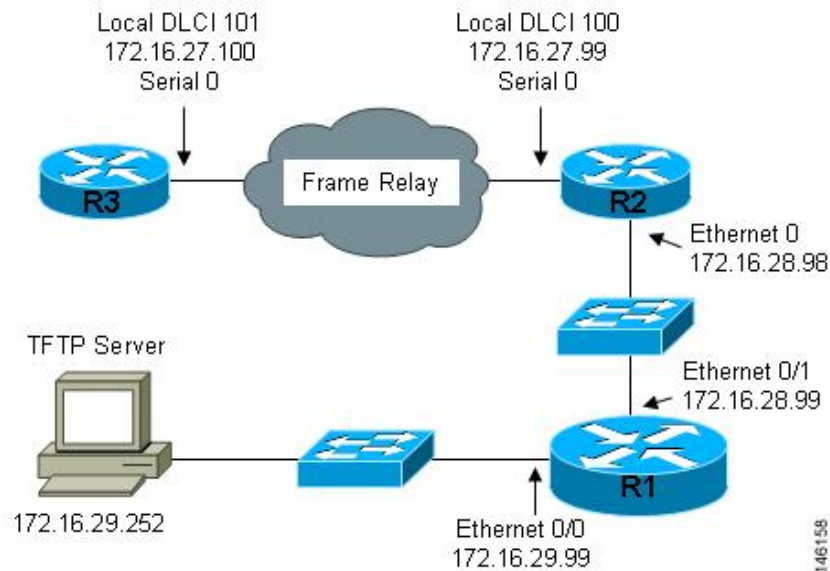 Local DLCI 101
172.16.27.100
Serial 0
Local DLCI 100
172.16.27.99
Serial 0
R3
Frame Relay
R2
Ethernet 0
172.16.28.98
TFTP Server
172.16.29.252
Ethernet 0/1
172.16.28.99
R1
Ethernet 0/0
172.16.29.99
146158